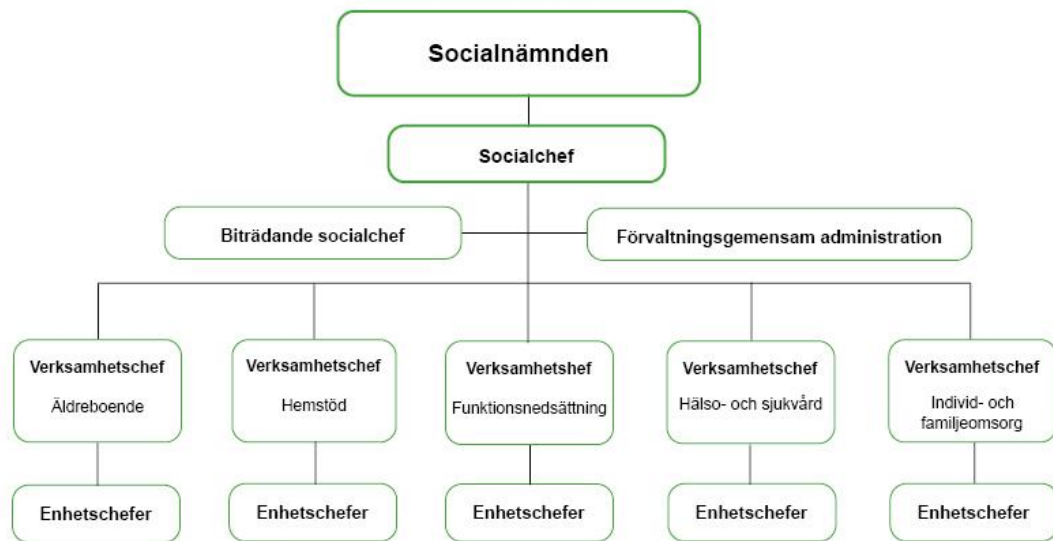 Socialnämnden
Socialchef
Biträdande socialchef
Förvaltningsgemensam administration
Verksamhetschef
Äldreboende
Verksamhetschef
Hemstöd
Verksamhetshef
Funktionsnedsättning
Verksamhetschef
Hälso- och sjukvård
Verksamhetschef
Individ- och
familjeomsorg
Enhetschefer
Enhetschefer
Enhetschefer
Enhetschefer
Enhetschefer